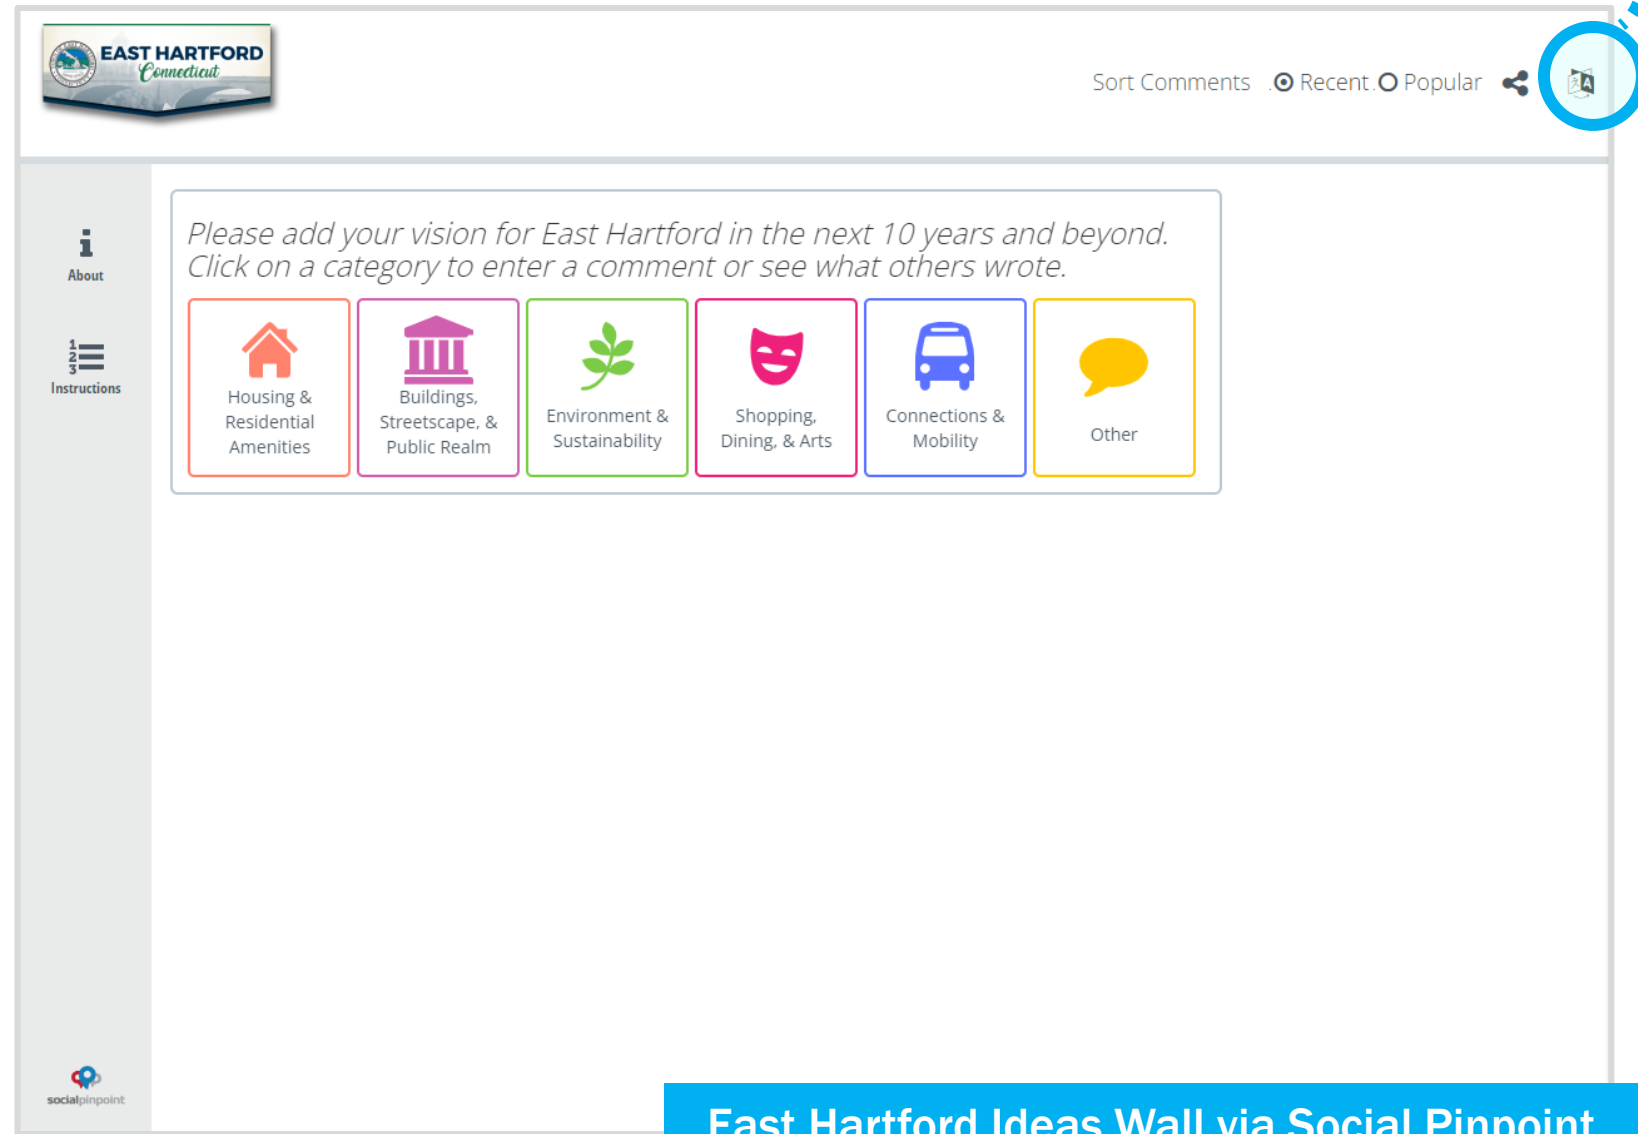 EAST HARTFORD
Connecticut
Sort Comments Recent Popular
About
Instructions
Please add your vision for East Hartford in the next 10 years and beyond.
Click on a category to enter a comment or see what others wrote.
Housing &
Residential
Amenities
Buildings,
Streetscape, &
Public Realm
Environment &
Sustainability
Shopping,
Dining, & Arts
Connections &
Mobility
Other
socialpinpoint
East Hartford Ideas Wall via Social Pinpoint